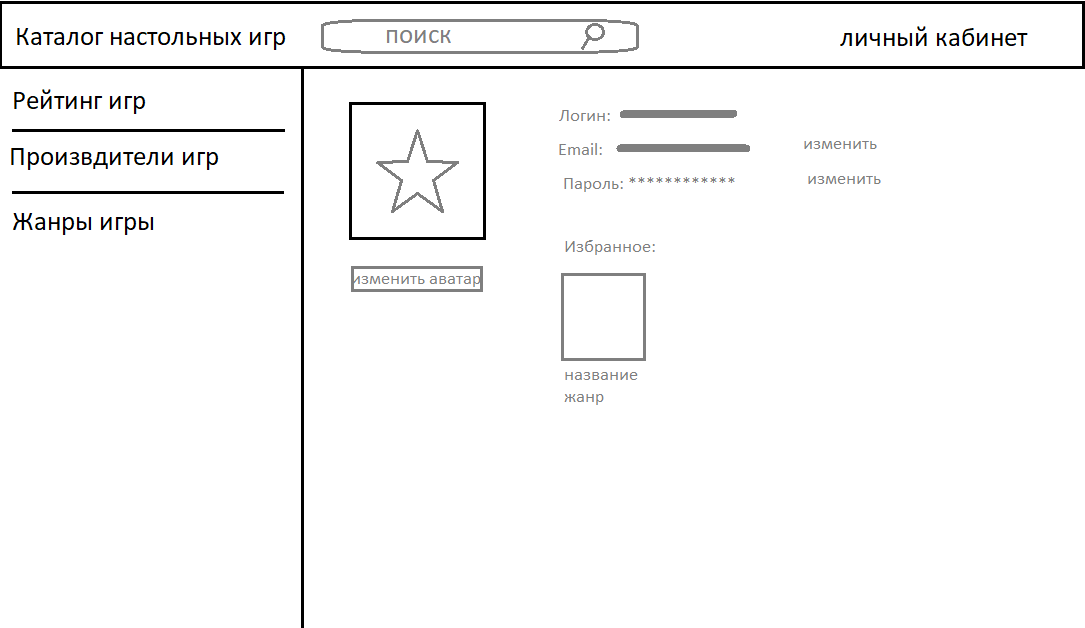 Каталог настольных игр
поиск
личный кабинет
Рейтинг игр
Произвдители игр
Жанры игры
изменить аватар
Логин:
Email:
изменить
Пароль: ************
изменить
Избранное:
название
жанр